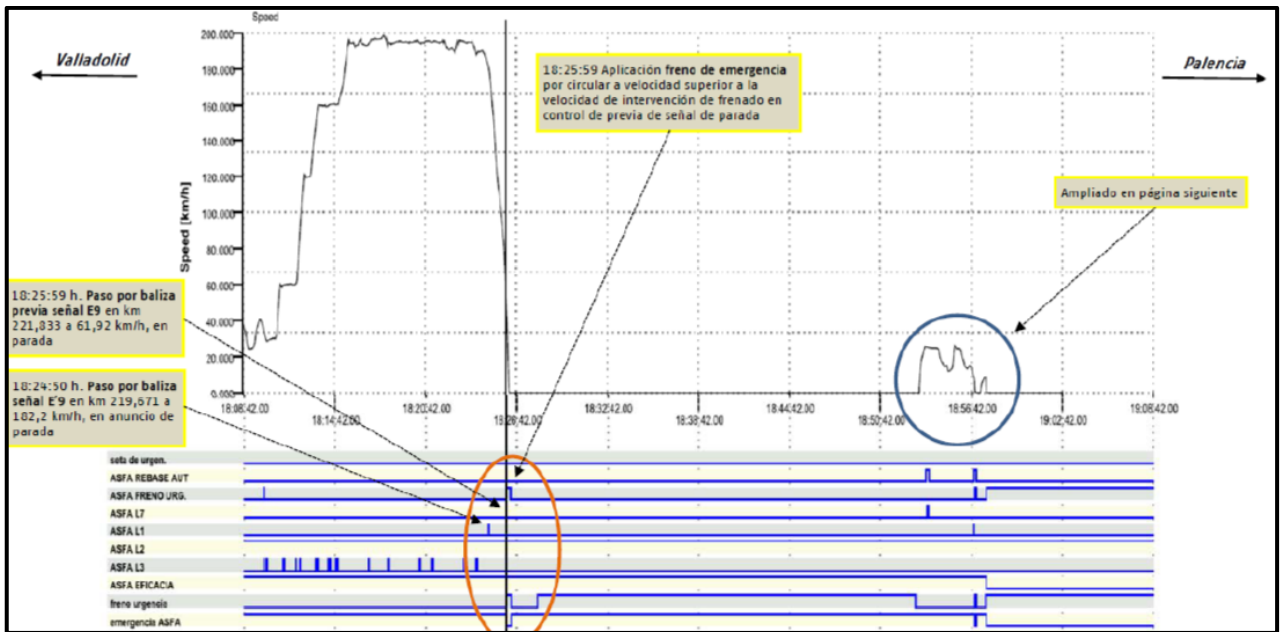 Speed
Valladolid
Palencia
200.000
180.000
160.000
140.000
120.000
100.000
80.000
60.000
40.000
20.000
0.000
Speed [km/h]
18:25:59 Aplicación freno de emergencia
por circular a velocidad superior a la
velocidad de intervención de frenado en
control de previa de señal de parada
Ampliado en página siguiente
18:25:59 h. Paso por baliza
previa señal E9 en km
221,833 a 61,92 km/h, en
parada
18:24:50 h. Paso por baliza
señal E'9 en km 219,671 a
182,2 km/h, en anuncio de
parada
18:08:42.00
18:14:42.00
18:20:42.00
18:26:42.00
18:32:42.00
18:38:42.00
18:44:42.00
18:50:42.00
18:56:42.00
19:02:42.00
19:08:42.00
seta de urgen.
ASFA REBASE AUT
ASFA FRENO URG.
ASFA L7
ASFA L1
ASFA L2
ASFA L3
ASFA EFICACIA
freno urgencia
emergencia ASFA